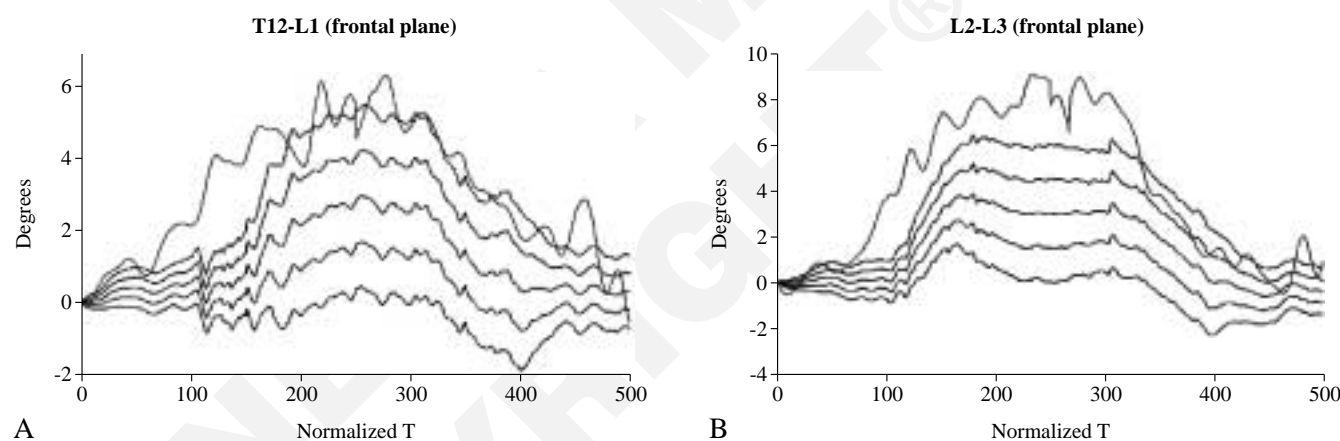 T12-L1 (frontal plane)
6
4
2
0
-2
Degrees
0 100 200 300 400 500
Normalized T
A
L2-L3 (frontal plane)
10
8
6
4
2
0
-2
-4
Degrees
0 100 200 300 400 500
Normalized T
B